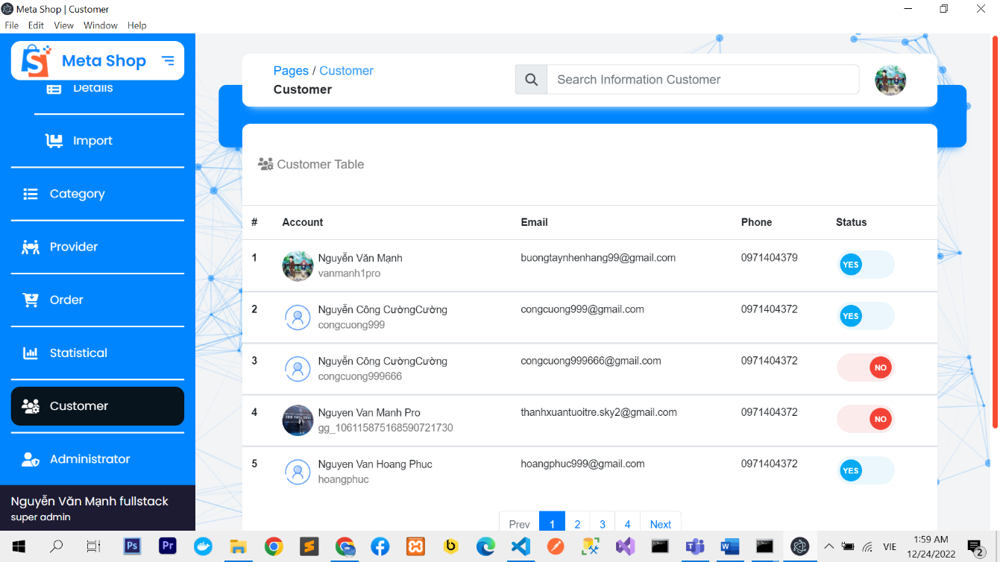 Meta Shop | Customer
File Edit View Window Help
Meta Shop
Details
Import
Category
Provider
Order
Statistical
Customer
Administrator
Nguyễn Văn Mạnh fullstack
super admin
Pages / Customer
Customer
Search Information Customer
Customer Table
# Account Email Phone Status
1 Nguyễn Văn Mạnh buongtaynhenhang99@gmail.com 0971404379 YES
vanmanh1pro
2 Nguyễn Công CườngCường congcuong999@gmail.com 0971404372 YES
congcuong999
3 Nguyễn Công CườngCường congcuong999666@gmail.com 0971404372 NO
congcuong999666
4 Nguyen Van Manh Pro thanhxuantuoitre.sky2@gmail.com 0971404372 NO
gg_106115875168590721730
5 Nguyen Van Hoang Phuc hoangphuc999@gmail.com 0971404372 YES
hoangphuc
Prev 1 2 3 4 Next
Ps Pr VIE 1:59 AM
12/24/2022 2